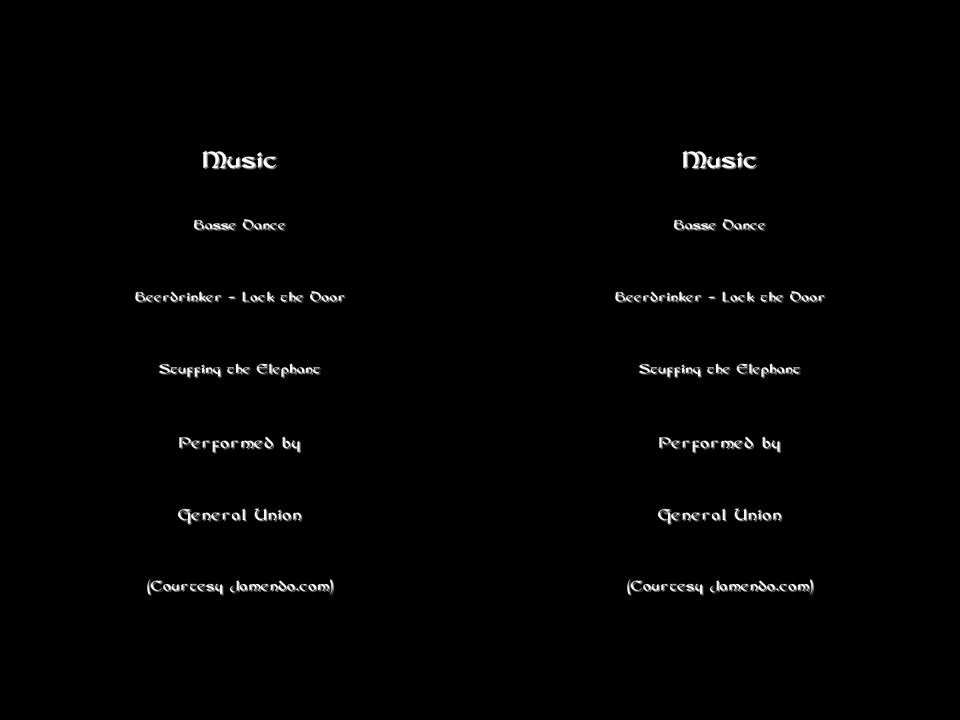 Music
Basse Dance
Beerdrinker - Lock the Door
Stuffing the Elephant
Performed by
General Union
(Courtesy Jamendo.com)
Music
Basse Dance
Beerdrinker - Lock the Door
Stuffing the Elephant
Performed by
General Union
(Courtesy Jamendo.com)